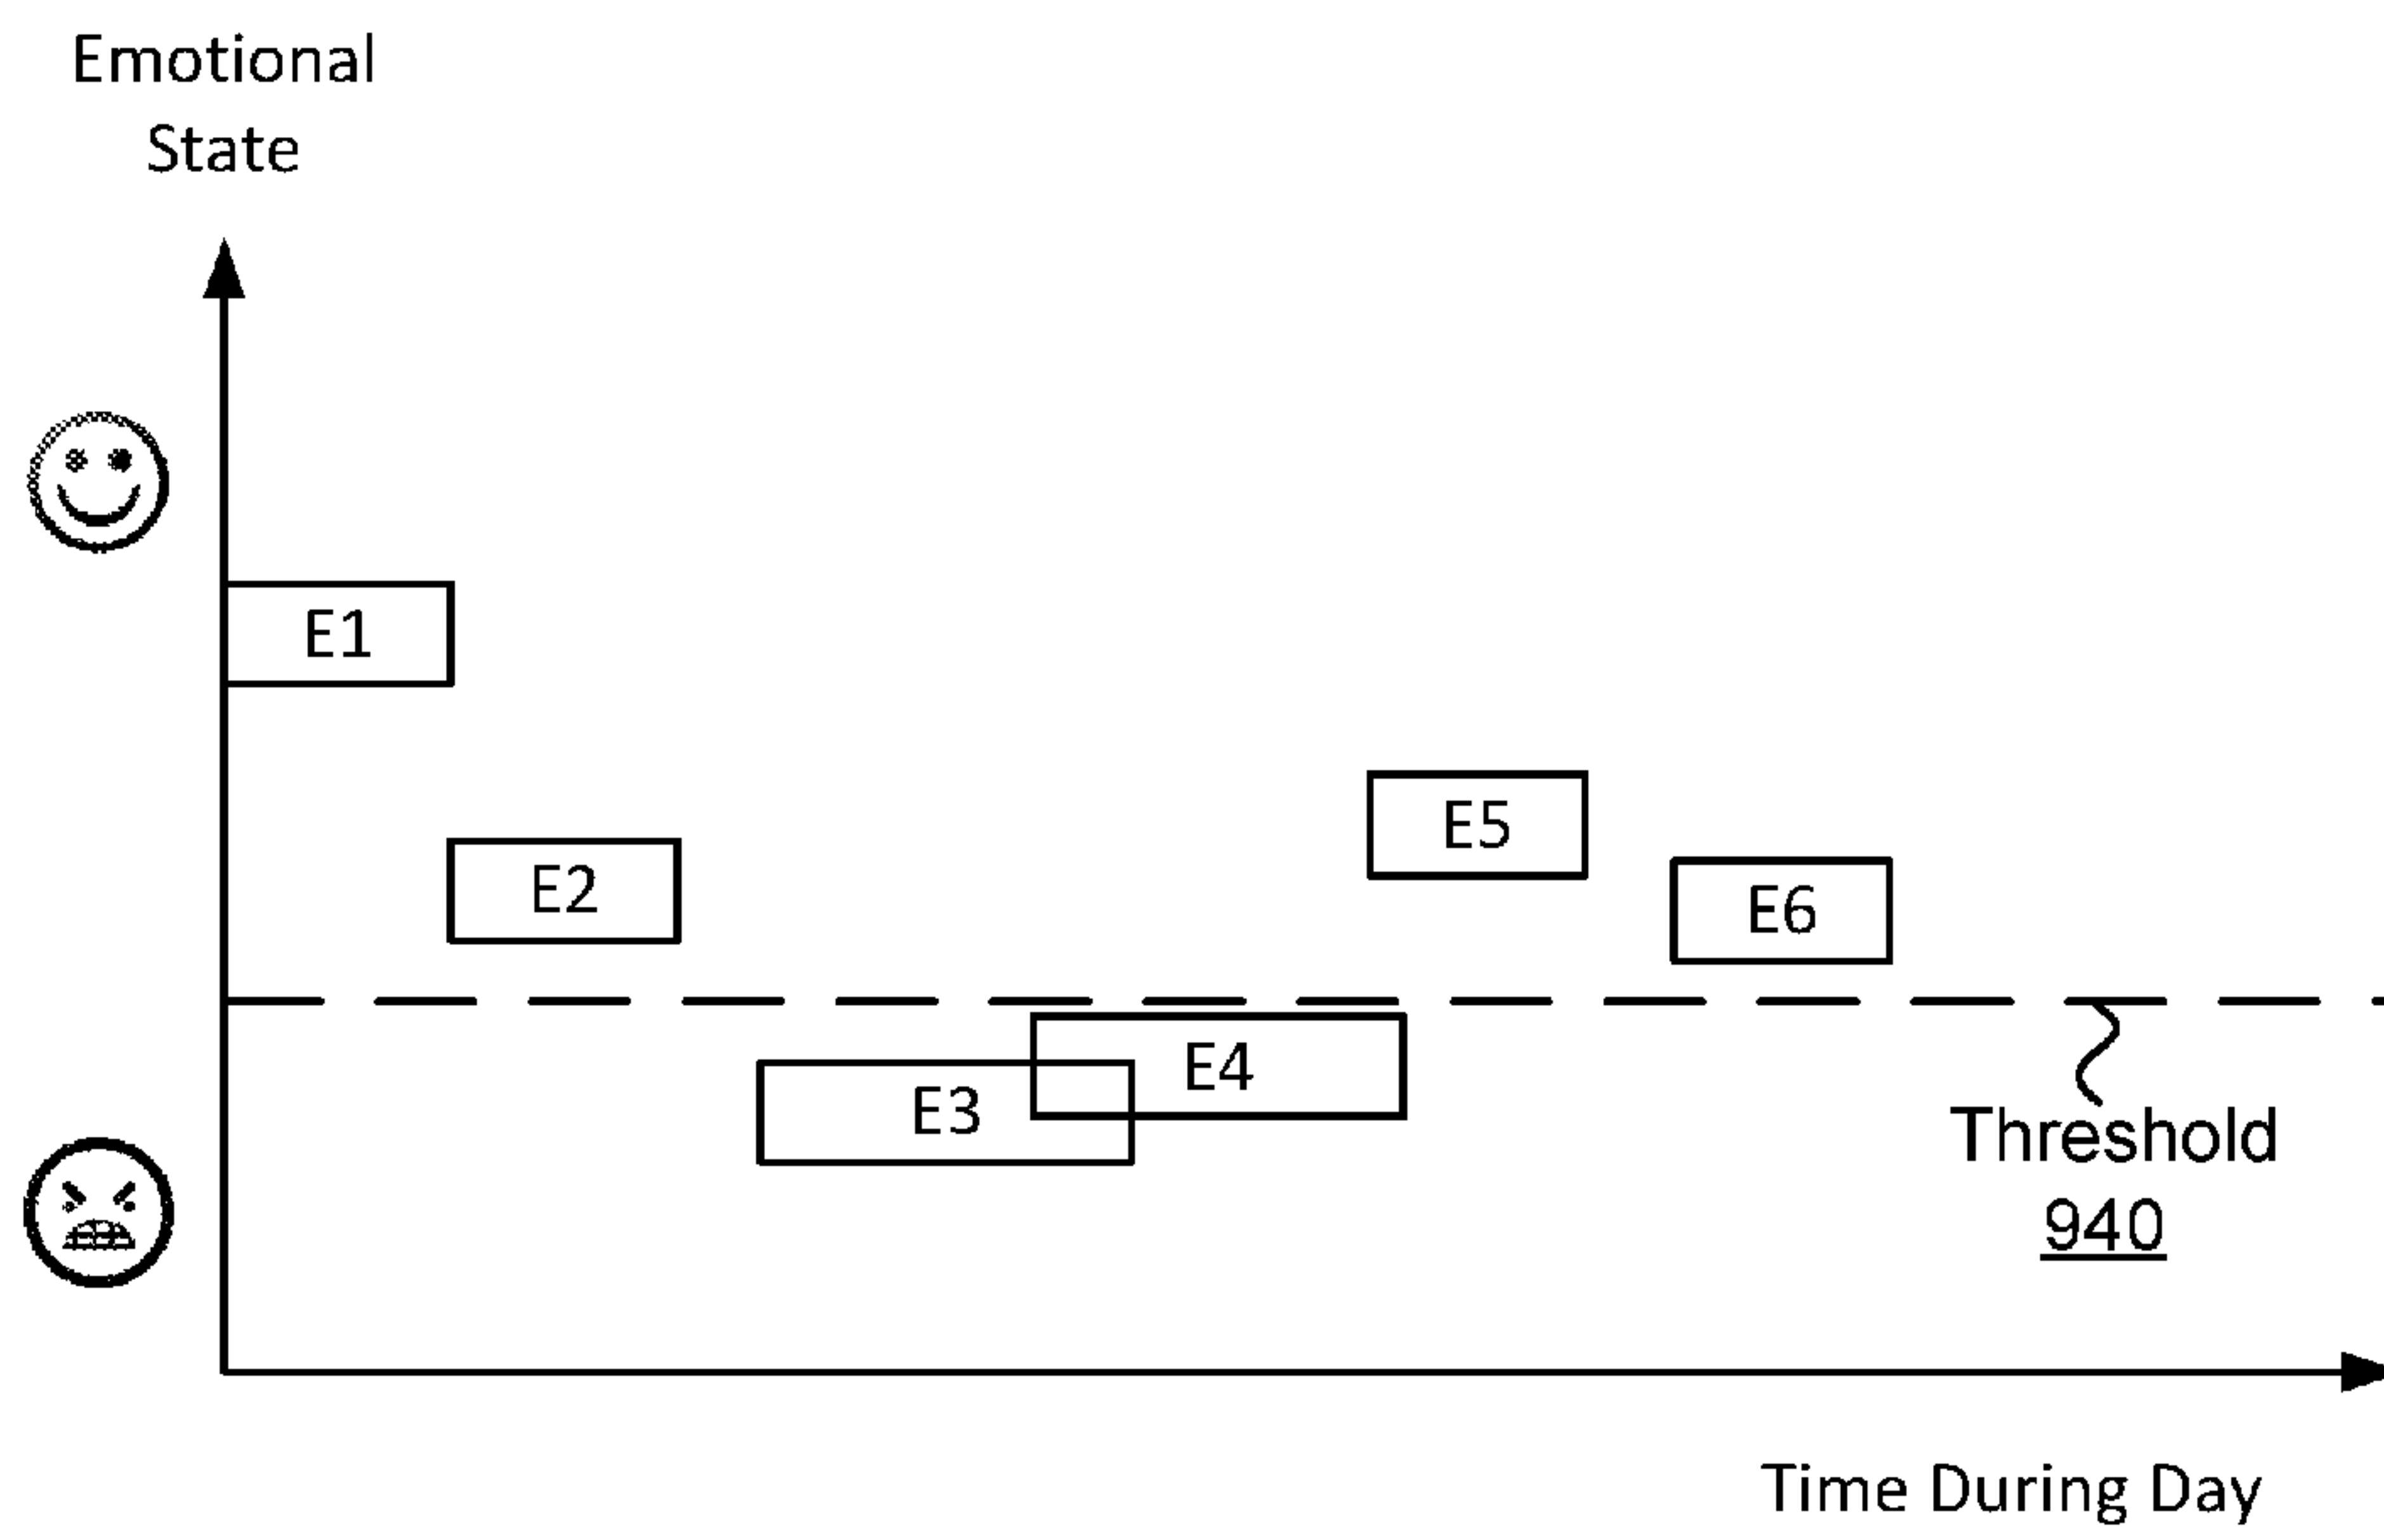 Emotional
State
E1
E2
E3
E4
E5
E6
Threshold
940
Time During Day